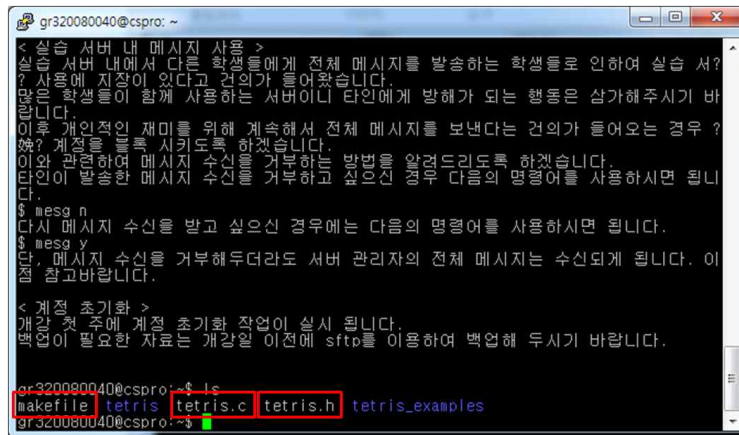 gr320080040@cspro: ~
< 실습 서버 내 메시지 사용 >
실습 서버 내에서 다른 학생들에게 전체 메시지를 발송하는 학생들로 인하여 실습 서?
? 사용에 지장이 있다고 건의가 들어왔습니다.
많은 학생들이 함께 사용하는 서버이니 타인에게 방해가 되는 행동은 삼가해주시기 바
랍니다.
이후 개인적인 재미를 위해 계속해서 전체 메시지를 보낸다는 건의가 들어오는 경우 ?
? 계정을 블록 시키도록 하겠습니다.
이와 관련하여 메시지 수신을 거부하는 방법을 알려드리도록 하겠습니다.
타인이 발송한 메시지 수신을 거부하고 싶으신 경우 다음의 명령어를 사용하시면 됩니
다.
$ mesg n
다시 메시지 수신을 받고 싶으신 경우에는 다음의 명령어를 사용하시면 됩니다.
$ mesg y
단, 메시지 수신을 거부해두더라도 서버 관리자의 전체 메시지는 수신되게 됩니다. 이
점 참고바랍니다.
< 계정 초기화 >
개강 첫 주에 계정 초기화 작업이 실시 됩니다.
백업이 필요한 자료는 개강일 이전에 sftp를 이용하여 백업해 두시기 바랍니다.
gr320080040@cspro:~$ ls
makefile tetris tetris.c tetris.h tetris_examples
gr320080040@cspro:~$